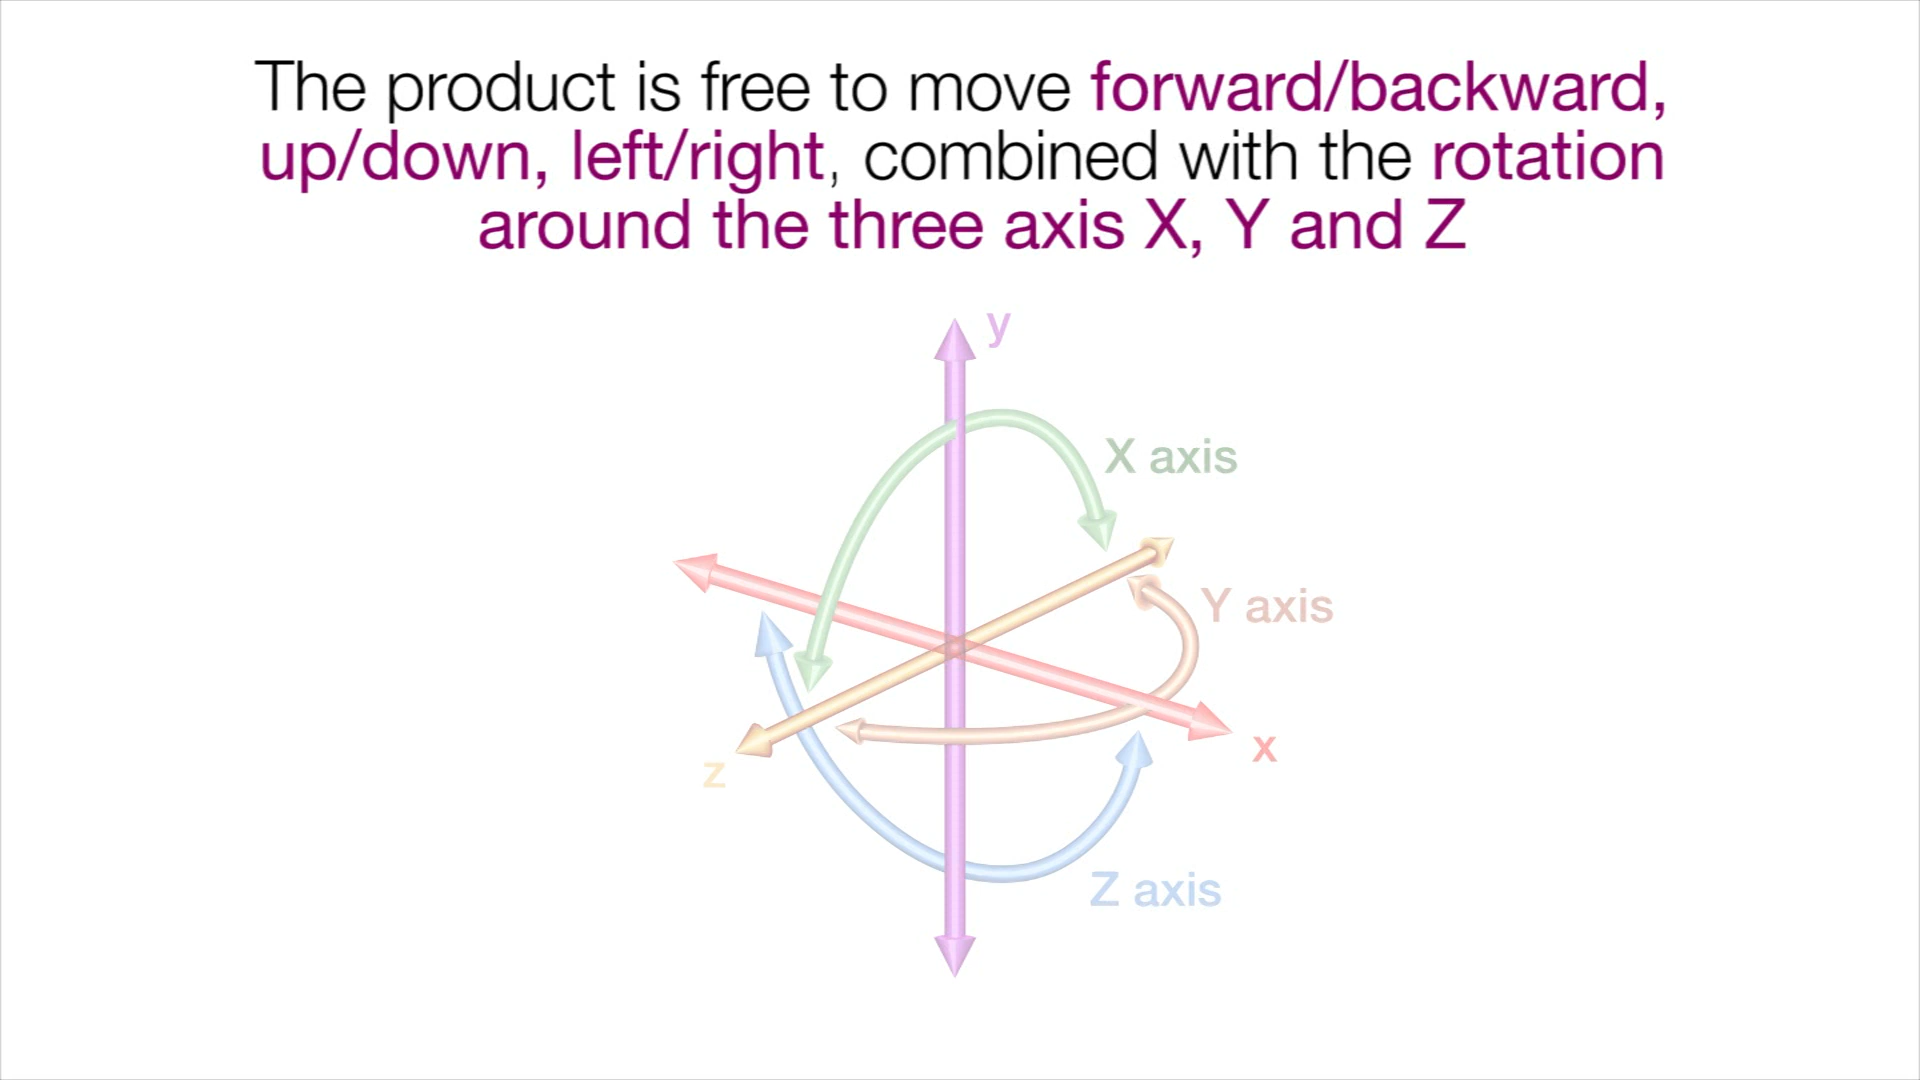 The product is free to move forward/backward,
up/down, left/right, combined with the rotation
around the three axis X, Y and Z
y
X axis
Y axis
x
z
Z axis